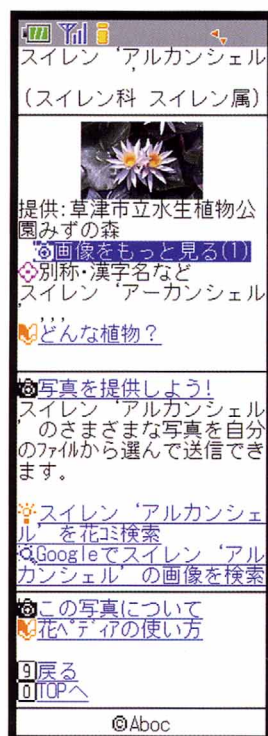 スイレン ‘アルカンシェル
’
(スイレン科 スイレン属)
提供:草津市立水生植物公
園みずの森
画像をもっと見る(1)
別称・漢字名など
スイレン ‘アーカンシェル
’,,,
どんな植物?
写真を提供しよう!
スイレン ‘アルカンシェル
’ のさまざまな写真を自分
のファイルから選んで送信でき
ます。
スイレン ‘アルカンシェ
ル’ を花コミ検索
Googleでスイレン ‘アル
カンシェル’ の画像を検索
この写真について
花ペディアの使い方
9戻る
0TOPへ
©Aboc